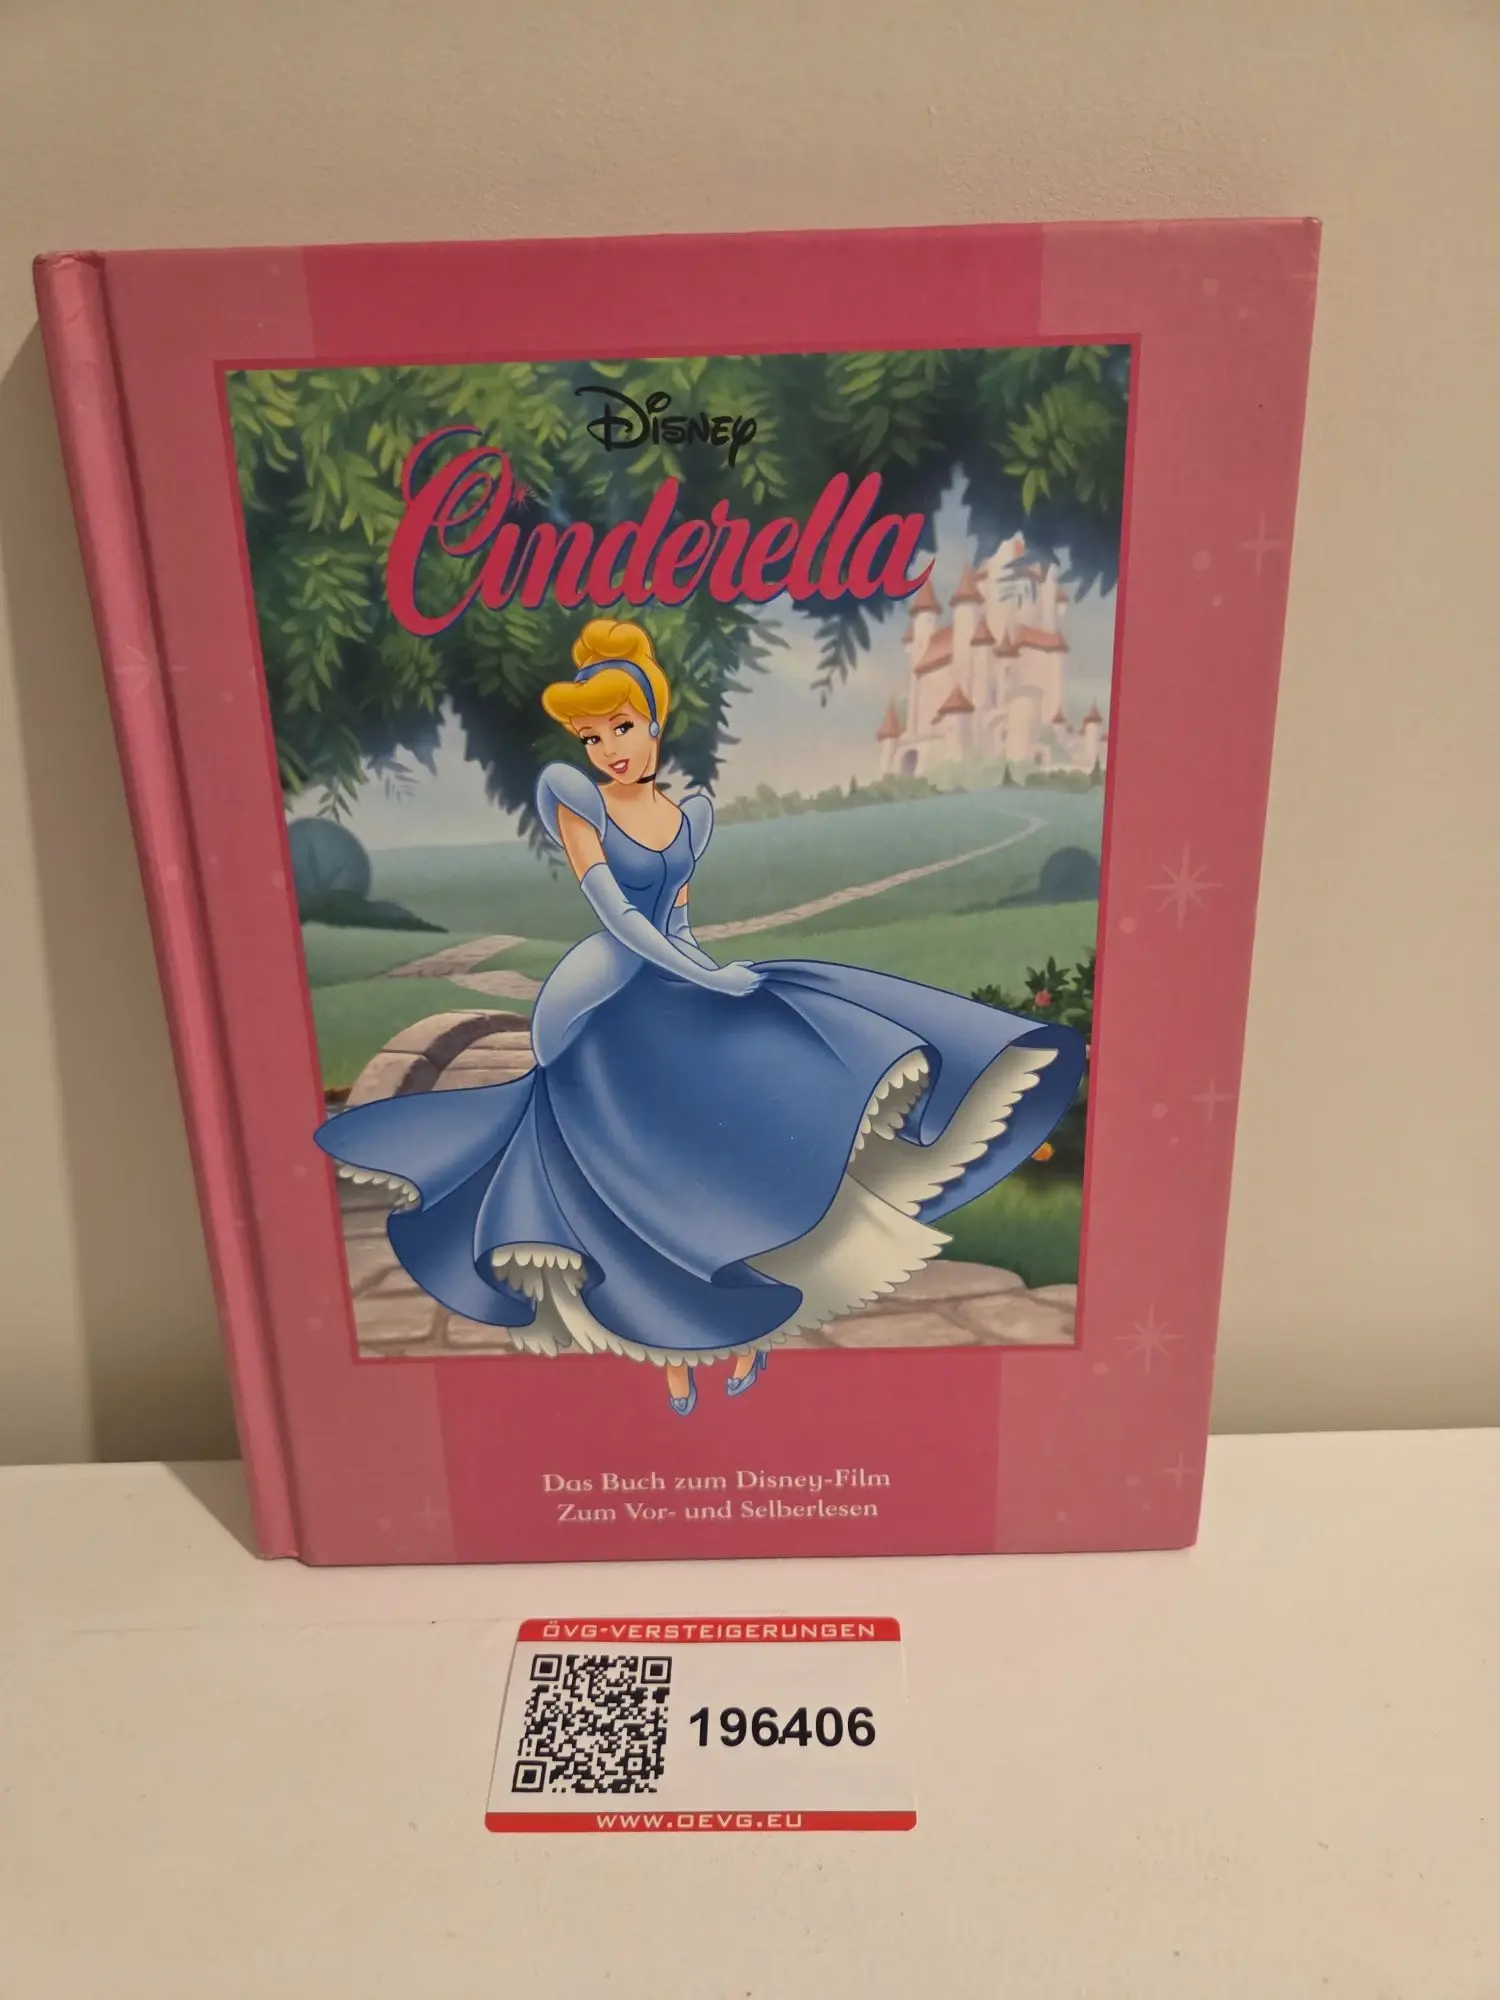 Disney
Cinderella
Das Buch zum Disney-Film
Zum Vor- und Selberlesen
ÖVG-VERSTEIGERUNGEN
196406
WWW.OEVG.EU